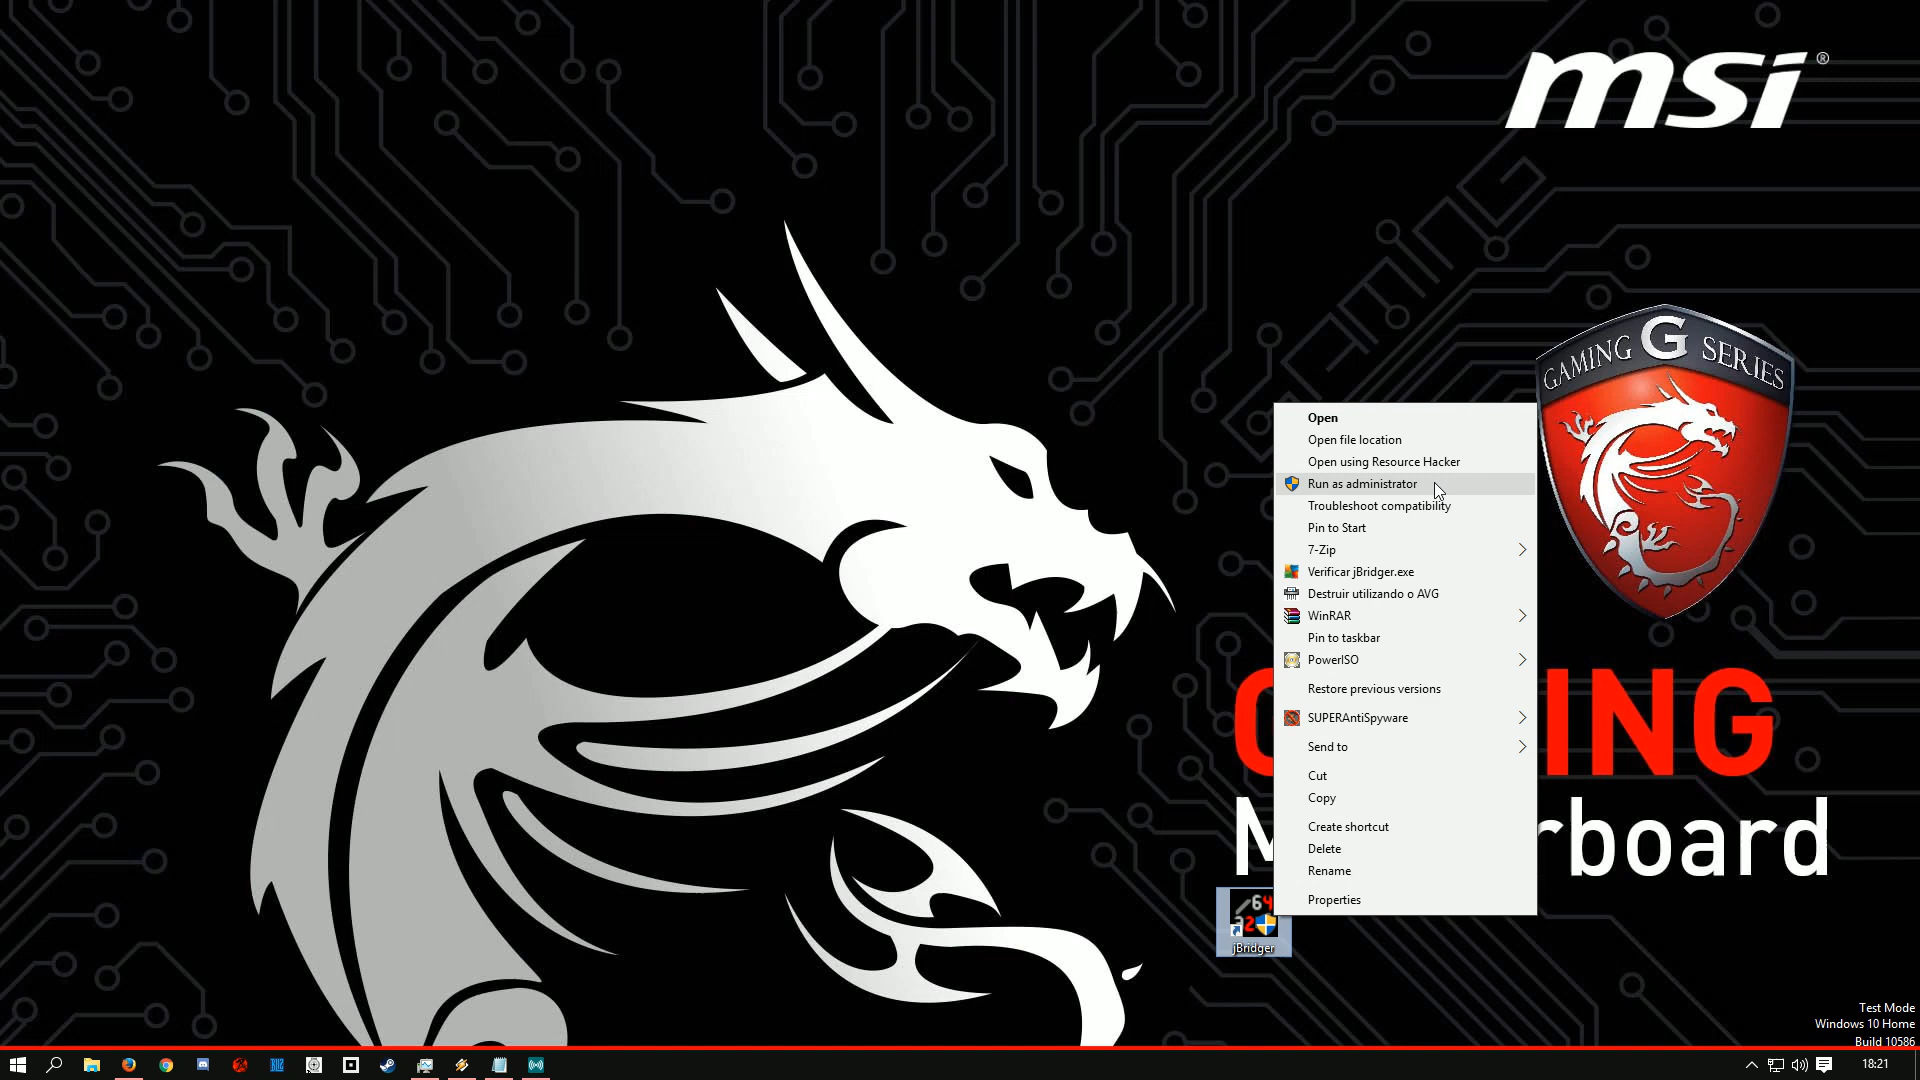 msi®
GAMING G SERIES
Open
Open file location
Open using Resource Hacker
Run as administrator
Troubleshoot compatibility
Pin to Start
7-Zip
Verificar jBridger.exe
Destruir utilizando o AVG
WinRAR
Pin to taskbar
PowerISO
Restore previous versions
SUPERAntiSpyware
Send to
Cut
Copy
Create shortcut
Delete
Rename
Properties
64
32
jBridger
Test Mode
Windows 10 Home
Build 10586
18:21